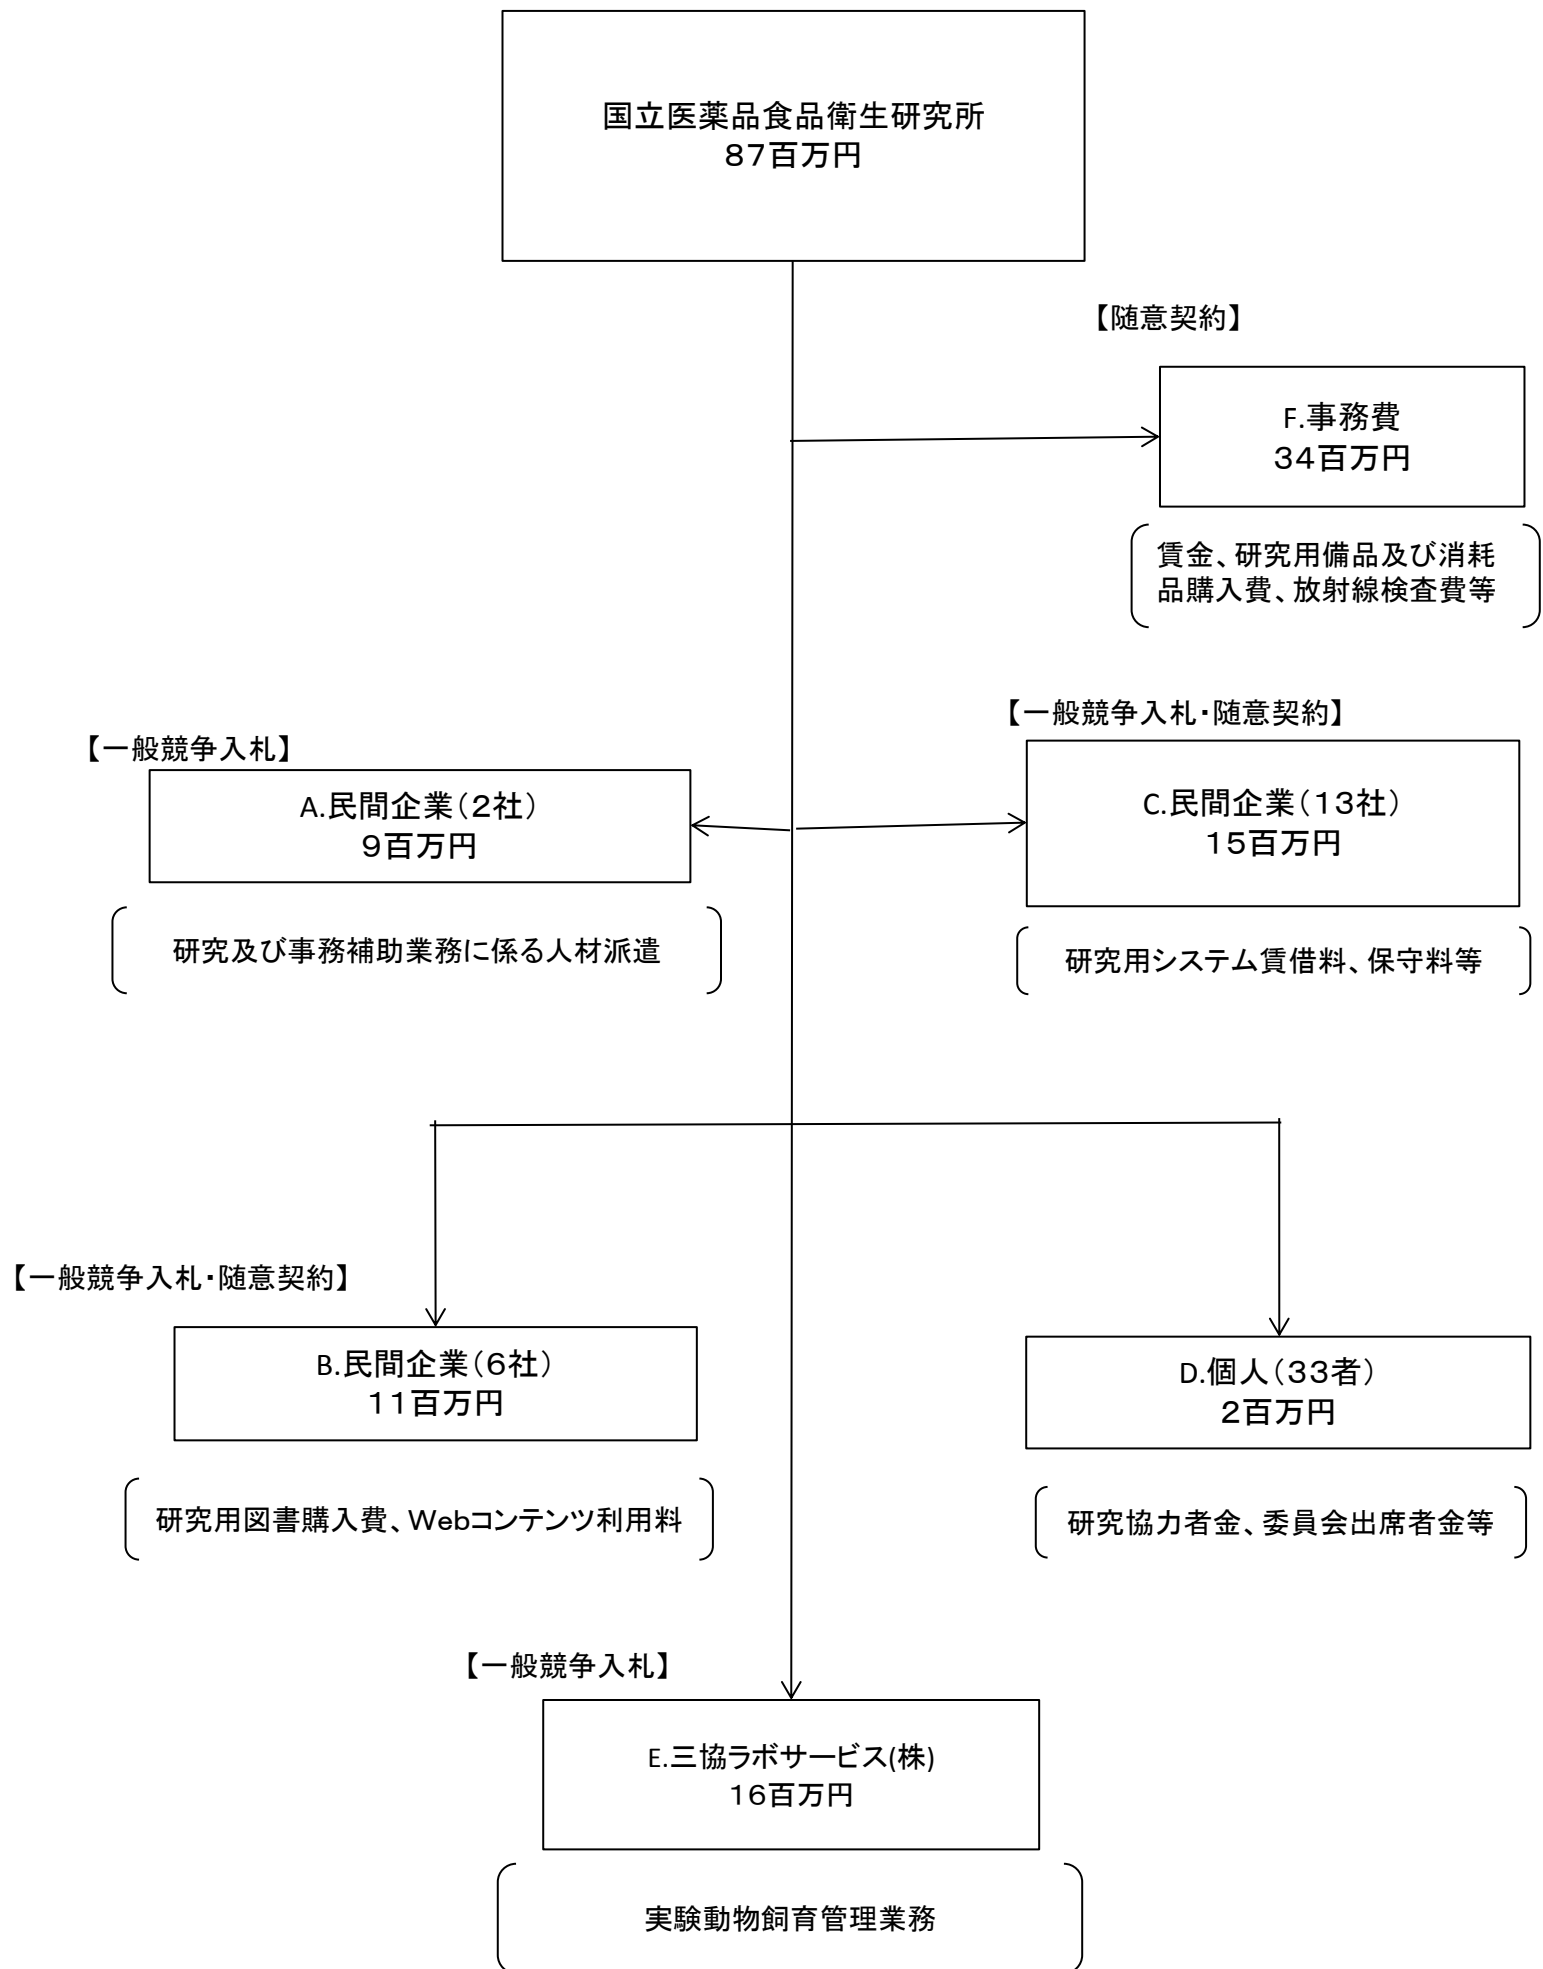 国立医薬品食品衛生研究所
87百万円
【随意契約】
F.事務費
34百万円
賃金、研究用備品及び消耗
品購入費、放射線検査費等
【一般競争入札】
A.民間企業（2社）
9百万円
研究及び事務補助業務に係る人材派遣
【一般競争入札・随意契約】
C.民間企業（13社）
15百万円
研究用システム賃借料、保守料等
【一般競争入札・随意契約】
B.民間企業（6社）
11百万円
研究用図書購入費、Webコンテンツ利用料
D.個人（33者）
2百万円
研究協力者金、委員会出席者金等
【一般競争入札】
E.三協ラボサービス(株)
16百万円
実験動物飼育管理業務